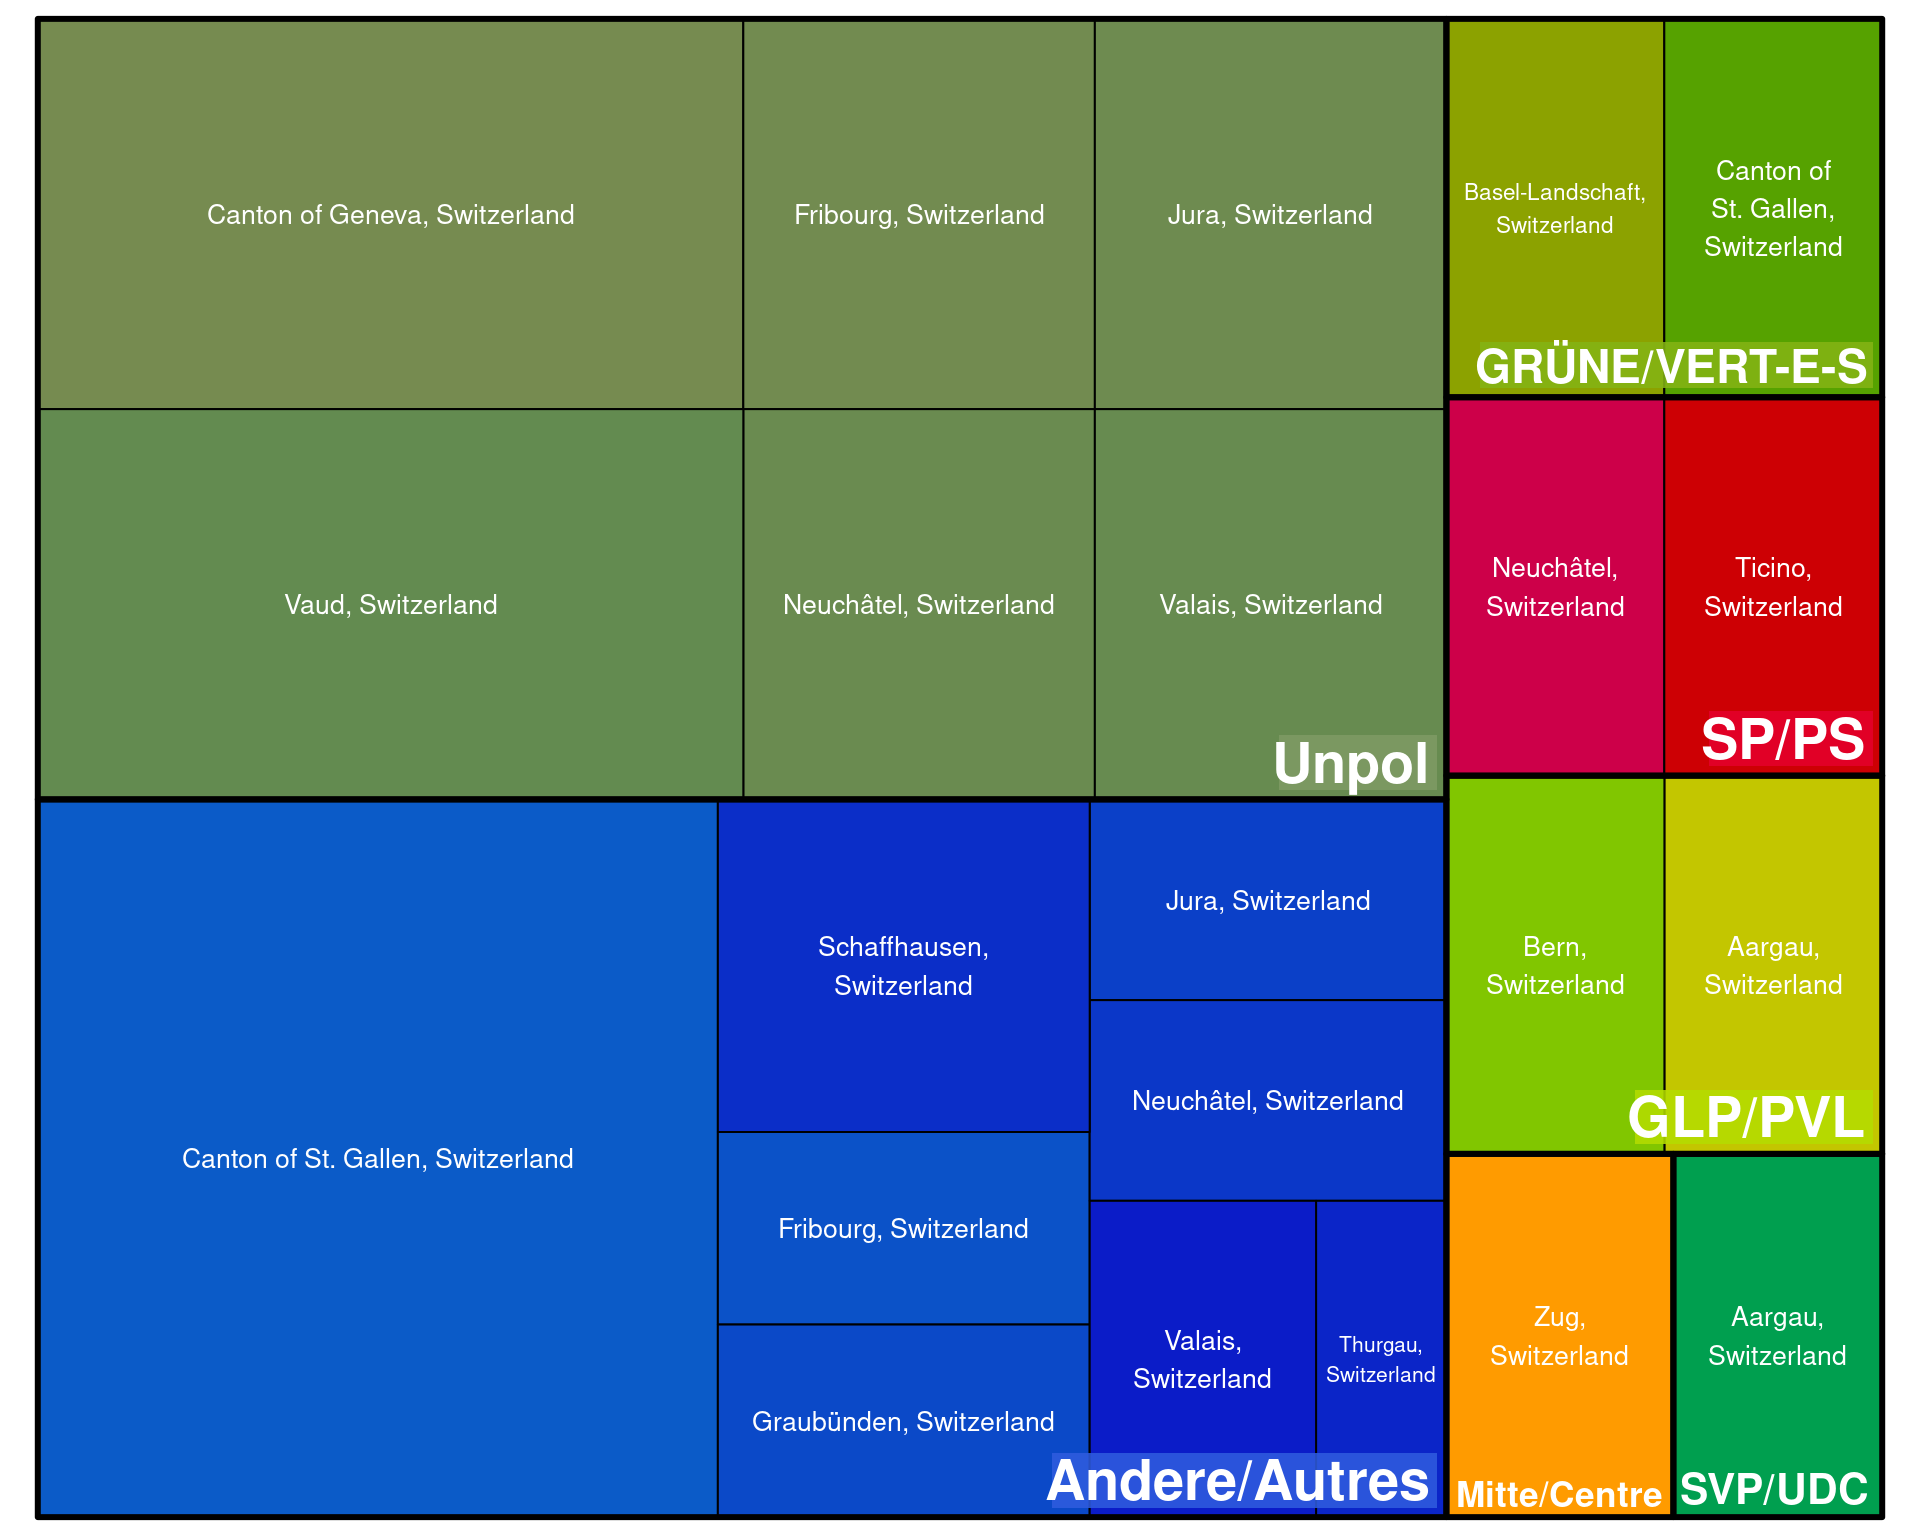 Canton of Geneva, Switzerland
Fribourg, Switzerland
Jura, Switzerland
Vaud, Switzerland
Neuchâtel, Switzerland
Valais, Switzerland
Unpol
Canton of St. Gallen, Switzerland
Schaffhausen,
Switzerland
Fribourg, Switzerland
Graubünden, Switzerland
Jura, Switzerland
Neuchâtel, Switzerland
Valais,
Switzerland
Thurgau,
Switzerland
Andere/Autres
Basel-Landschaft,
Switzerland
Canton of
St. Gallen,
Switzerland
GRÜNE/VERT-E-S
Neuchâtel,
Switzerland
Ticino,
Switzerland
SP/PS
Bern,
Switzerland
Aargau,
Switzerland
GLP/PVL
Zug,
Switzerland
Mitte/Centre
Aargau,
Switzerland
SVP/UDC